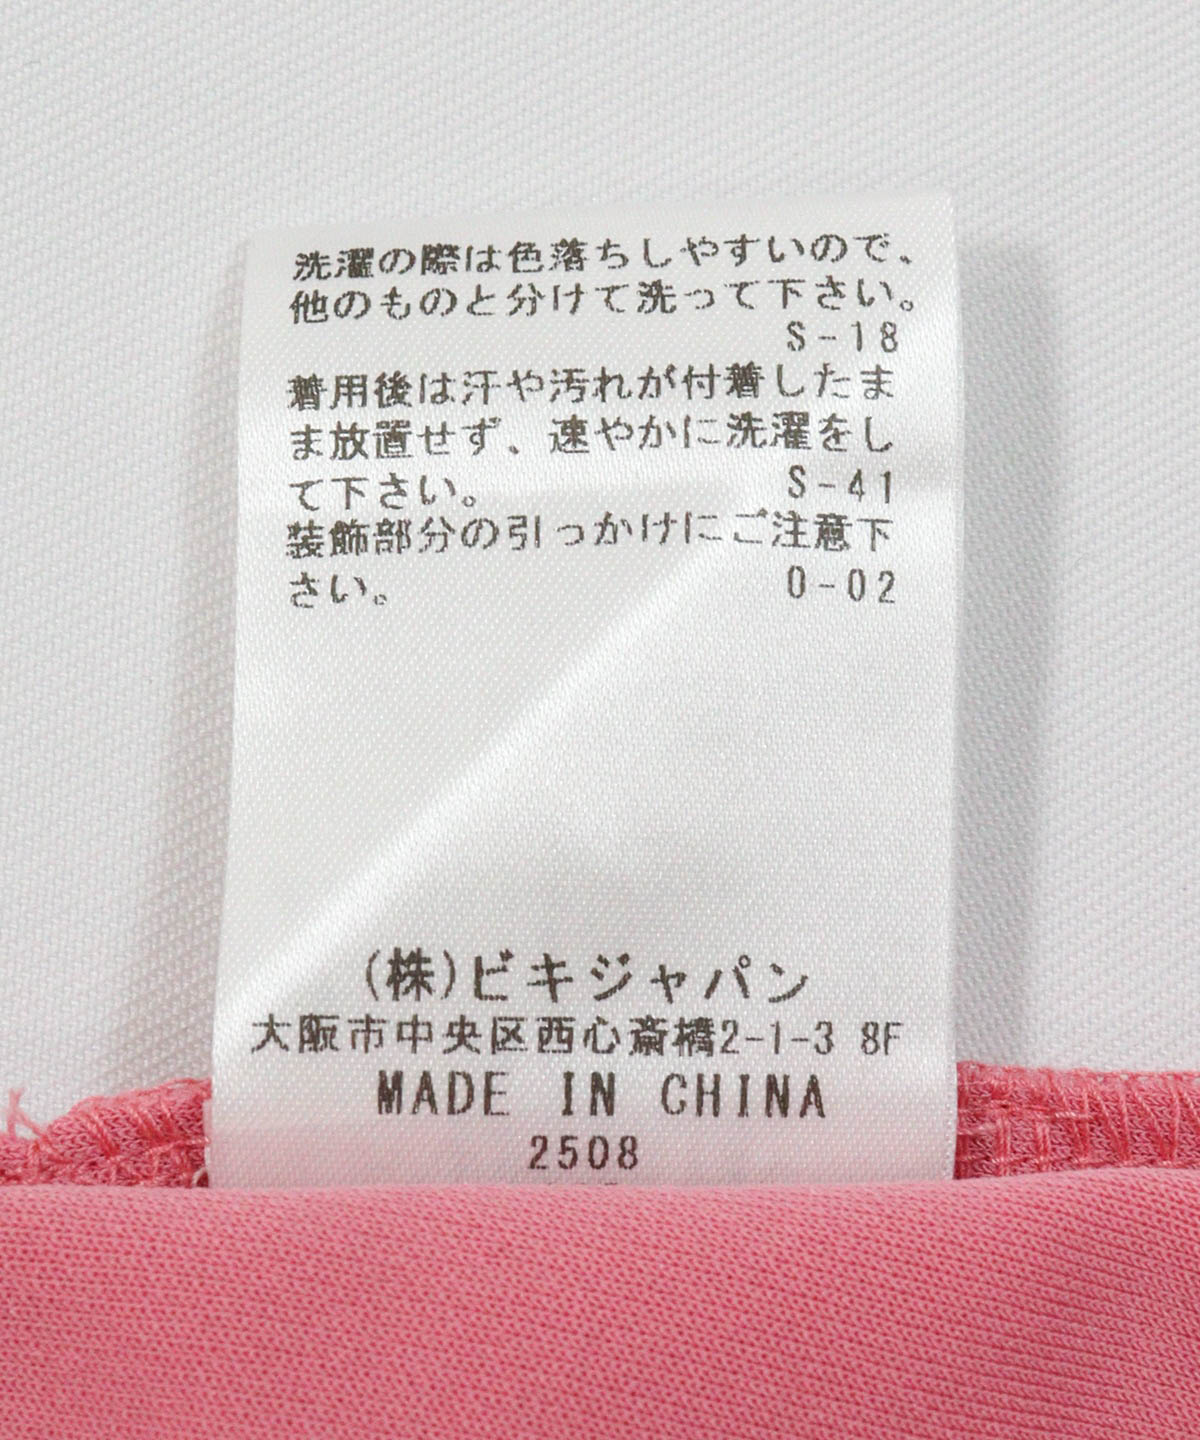 洗濯の際は色落ちしやすいので、
他のものと分けて洗って下さい。
S-18
着用後は汗や汚れが付着したま
ま放置せず、速やかに洗濯をし
て下さい。 S-41
装飾部分の引っかけにご注意下
さい。 0-02
(株)ビキジャパン
大阪市中央区西心斎橋2-1-3 8F
MADE IN CHINA
2508